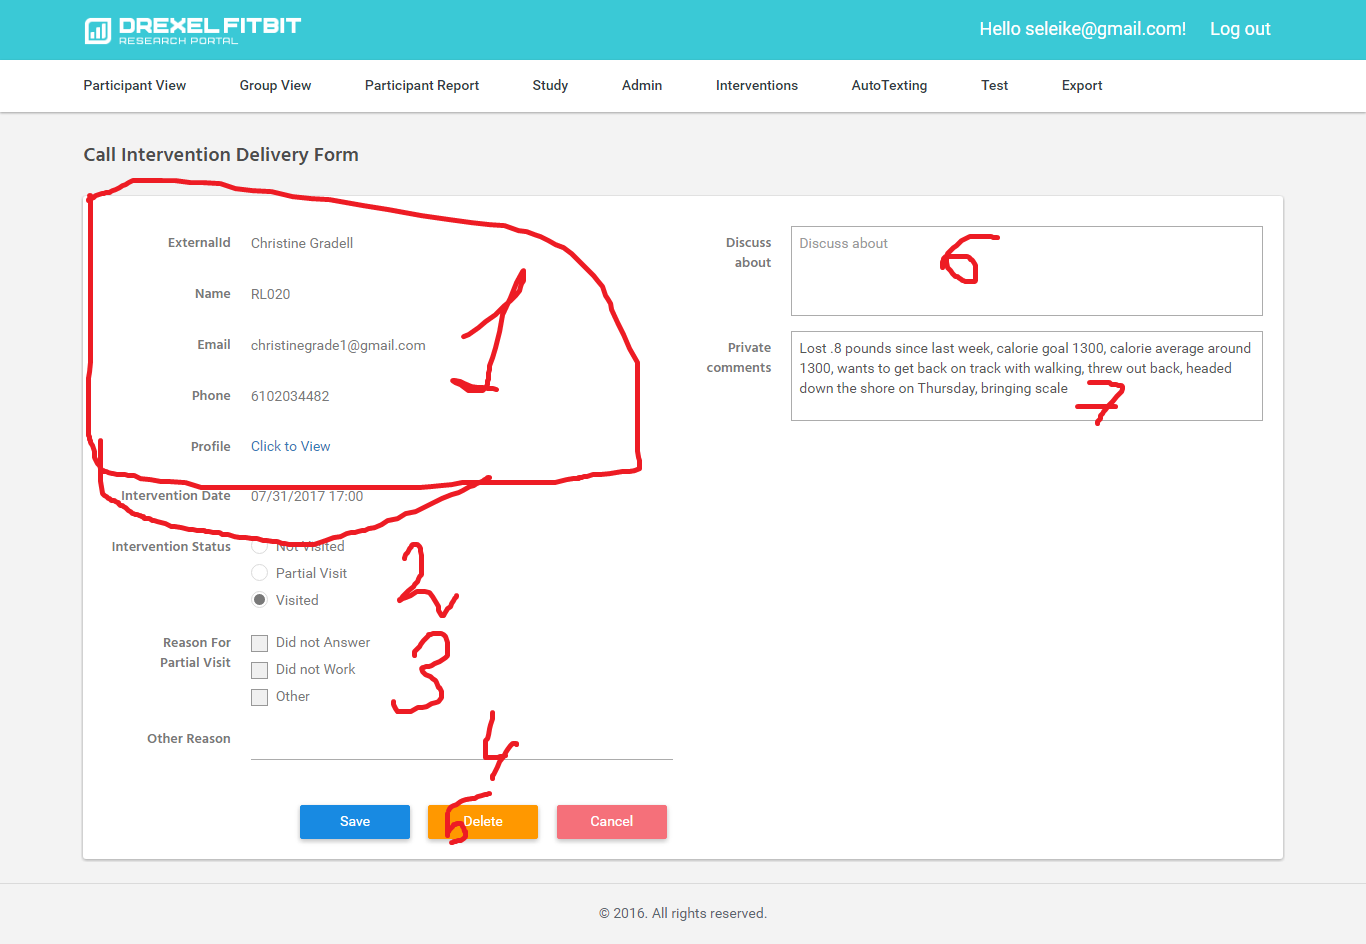 DREXEL FITBIT
RESEARCH PORTAL
Hello seleike@gmail.com! Log out
Participant View Group View Participant Report Study Admin Interventions AutoTexting Test Export
Call Intervention Delivery Form
ExternalId Christine Gradell
Name RL020
Email christinegrade1@gmail.com
Phone 6102034482
Profile Click to View
1
Intervention Date 07/31/2017 17:00
Intervention Status Not Visited
Partial Visit
Visited
2
Reason For Partial Visit
Did not Answer
Did not Work
Other
3
Other Reason
4
Save Delete Cancel
5
Discuss about
Discuss about
6
Private comments
Lost .8 pounds since last week, calorie goal 1300, calorie average around
1300, wants to get back on track with walking, threw out back, headed
down the shore on Thursday, bringing scale
7
© 2016. All rights reserved.